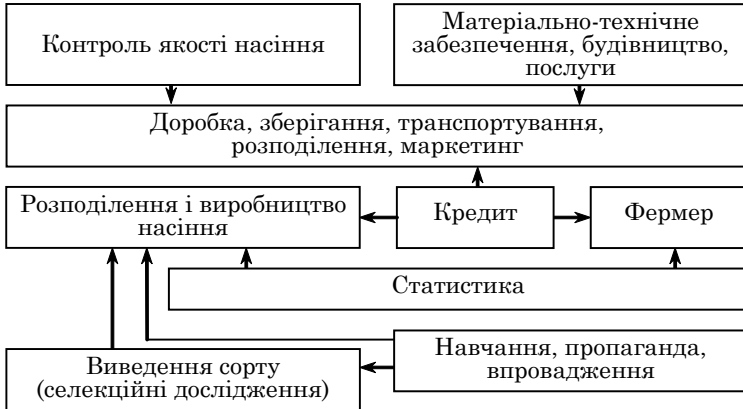 Контроль якості насіння
Матеріально-технічне
забезпечення, будівництво,
послуги
Доробка, зберігання, транспортування,
розподілення, маркетинг
Розподілення і виробництво
насіння
Кредит
Фермер
Статистика
Навчання, пропаганда,
впровадження
Виведення сорту
(селекційні дослідження)